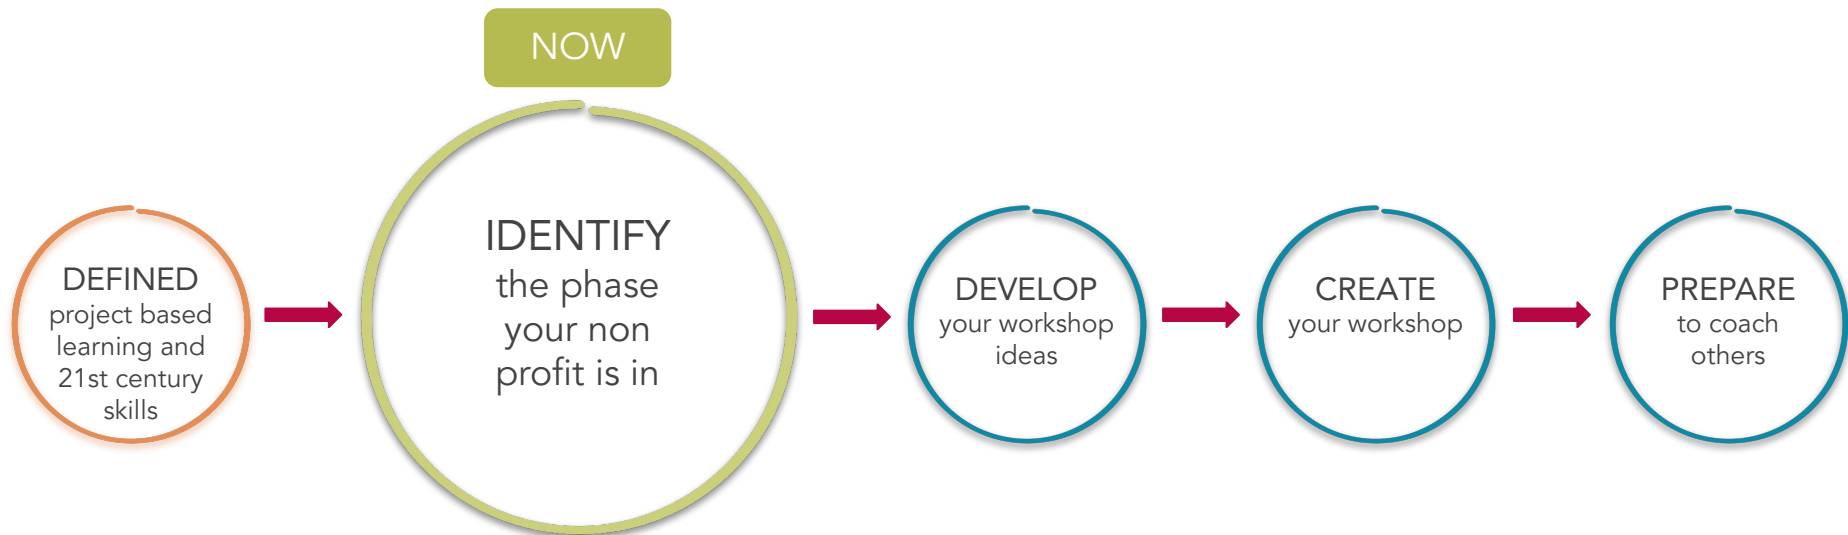 NOW
DEFINED
project based
learning and
21st century
skills
IDENTIFY
the phase
your non
profit is in
DEVELOP
your workshop
ideas
CREATE
your workshop
PREPARE
to coach
others